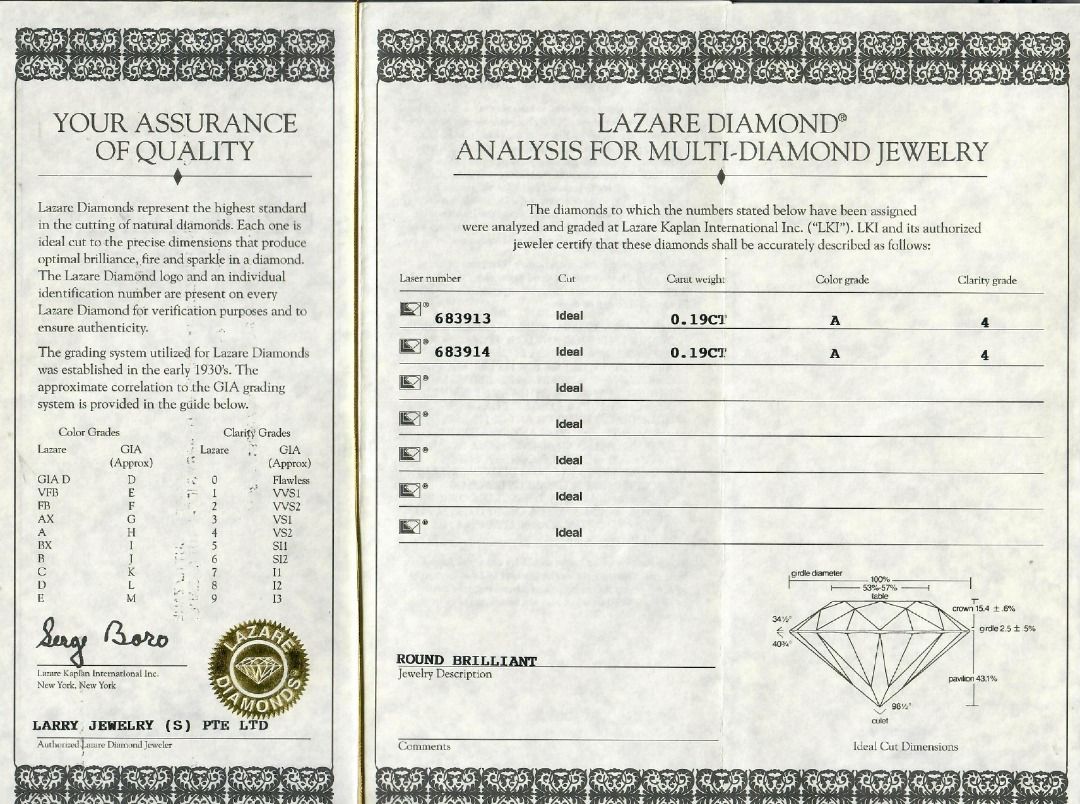 YOUR ASSURANCE
OF QUALITY
Lazare Diamonds represent the highest standard
in the cutting of natural diamonds. Each one is
ideal cut to the precise dimensions that produce
optimal brilliance, fire and sparkle in a diamond.
The Lazare Diamond logo and an individual
identification number are present on every
Lazare Diamond for verification purposes and to
ensure authenticity.
The grading system utilized for Lazare Diamonds
was established in the early 1930's. The
approximate correlation to the GIA grading
system is provided in the guide below.
Color Grades Clarity Grades
Lazare GIA Lazare GIA
(Approx) (Approx)
GIA D D 0 Flawless
VFB E 1 VVS1
FB F 2 VVS2
AX G 3 VS1
A H 4 VS2
BX I 5 SI1
B J 6 SI2
C K 7 I1
D L 8 I2
E M 9 I3
Serge Boro
LAZARE
DIAMONDS®
Lazare Kaplan International Inc.
New York, New York
LARRY JEWELRY (S) PTE LTD
Authorized Lazare Diamond Jeweler
LAZARE DIAMOND®
ANALYSIS FOR MULTI-DIAMOND JEWELRY
The diamonds to which the numbers stated below have been assigned
were analyzed and graded at Lazare Kaplan International Inc. ("LKI"). LKI and its authorized
jeweler certify that these diamonds shall be accurately described as follows:
Laser number Cut Carat weight Color grade Clarity grade
® 683913 Ideal 0.19CT A 4
® 683914 Ideal 0.19CT A 4
® Ideal
® Ideal
® Ideal
® Ideal
® Ideal
girdle diameter
100%
53%-57%
table
crown 15.4 ± .6%
34½°
girdle 2.5 ± .5%
40¾°
pavilion 43.1%
98½°
culet
Ideal Cut Dimensions
ROUND BRILLIANT
Jewelry Description
Comments